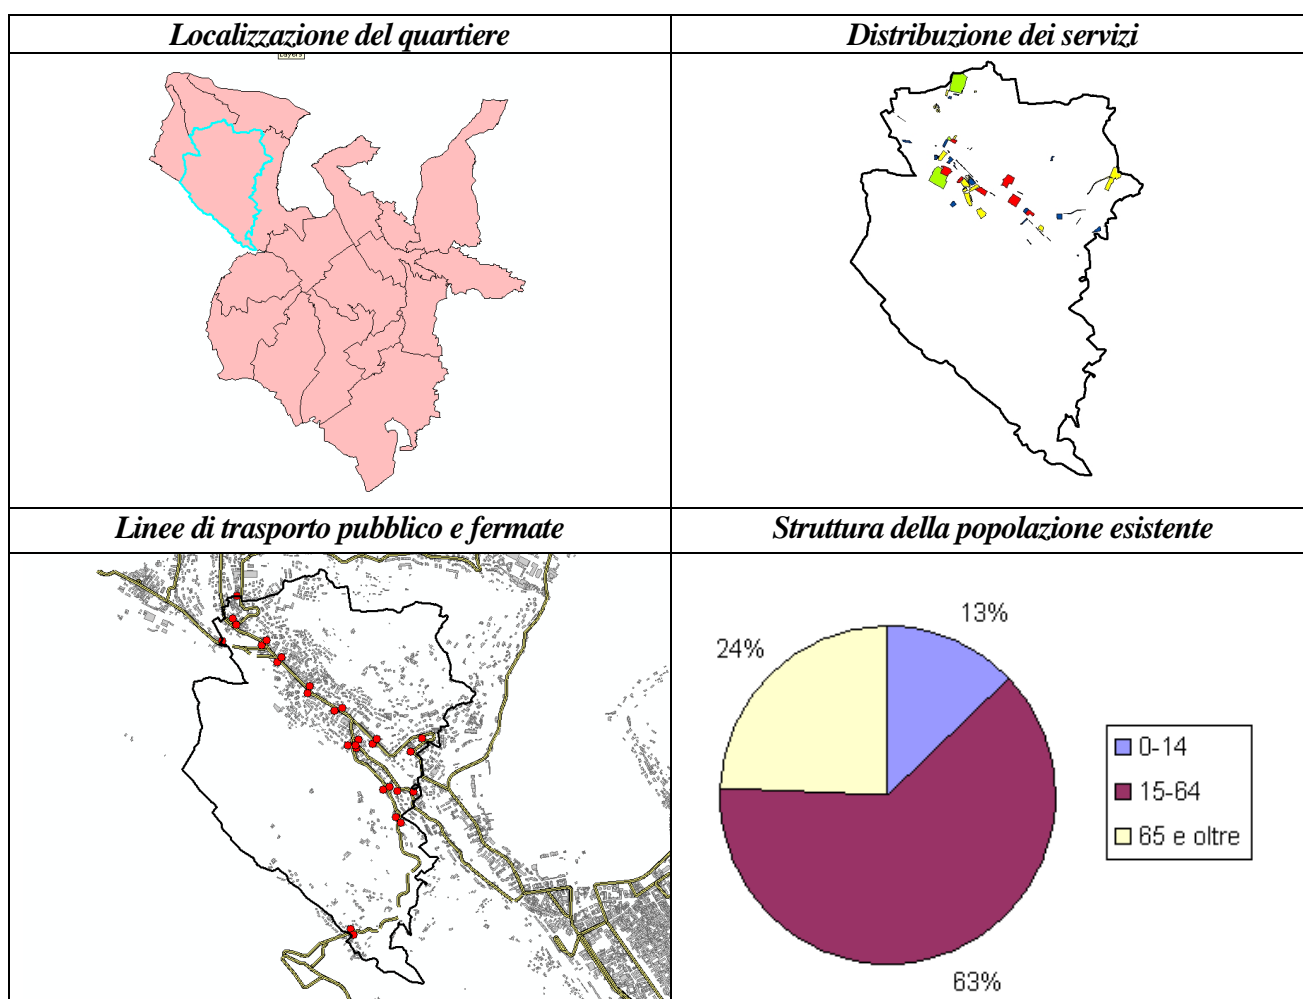 Localizzazione del quartiere
Distribuzione dei servizi
Layers
Linee di trasporto pubblico e fermate
Struttura della popolazione esistente
13%
24%
0-14
15-64
65 e oltre
63%